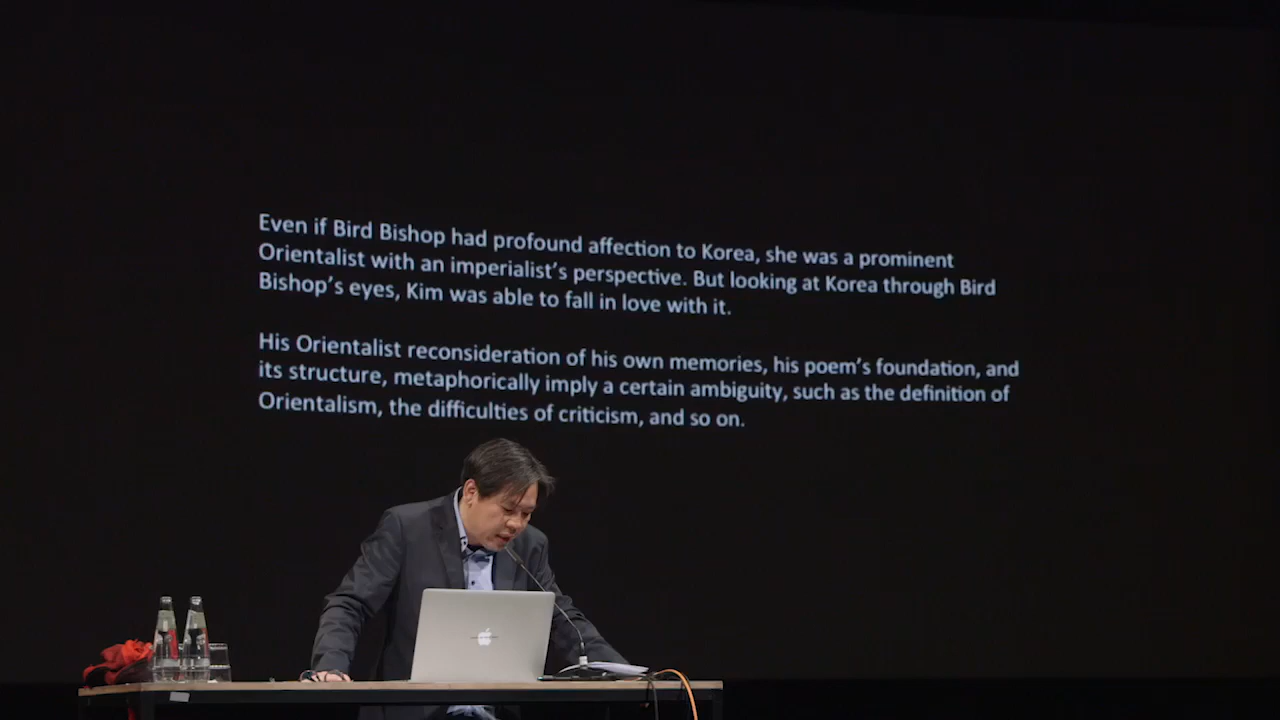 Even if Bird Bishop had profound affection to Korea, she was a prominent
Orientalist with an imperialist's perspective. But looking at Korea through Bird
Bishop's eyes, Kim was able to fall in love with it.
His Orientalist reconsideration of his own memories, his poem's foundation, and
its structure, metaphorically imply a certain ambiguity, such as the definition of
Orientalism, the difficulties of criticism, and so on.